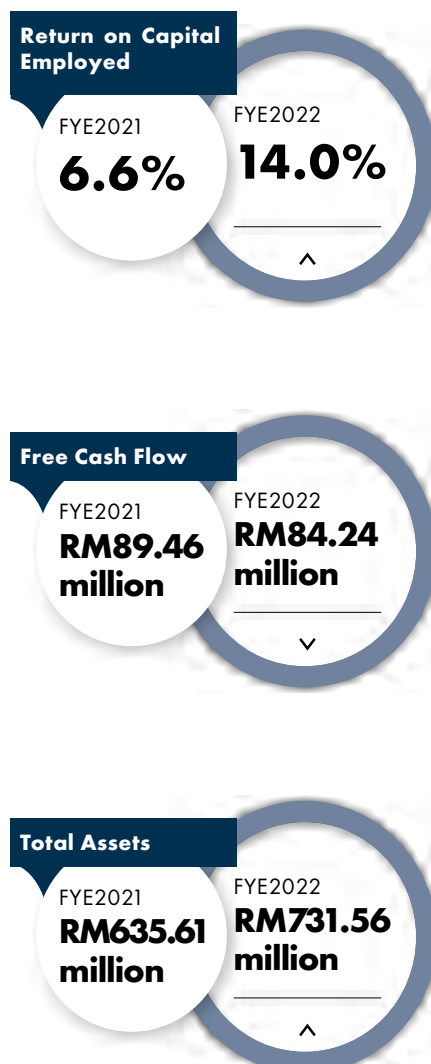 Return on Capital
Employed
FYE2021
6.6%
FYE2022
14.0%
Free Cash Flow
FYE2021
RM89.46
million
FYE2022
RM84.24
million
Total Assets
FYE2021
RM635.61
million
FYE2022
RM731.56
million